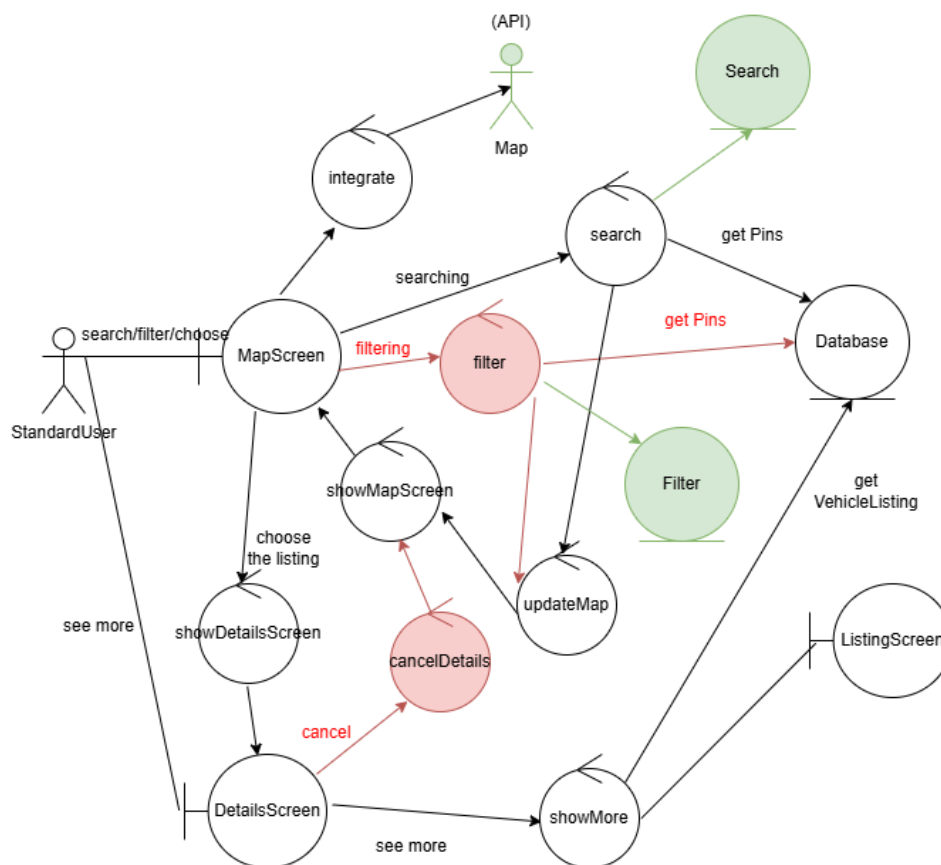 (API)
Search
Map
integrate
search
get Pins
searching
search/filter/choose
MapScreen
filtering
filter
get Pins
Database
StandardUser
showMapScreen
Filter
get
VehicleListing
choose
the listing
updateMap
see more
showDetailsScreen
cancelDetails
ListingScreen
cancel
DetailsScreen
showMore
see more